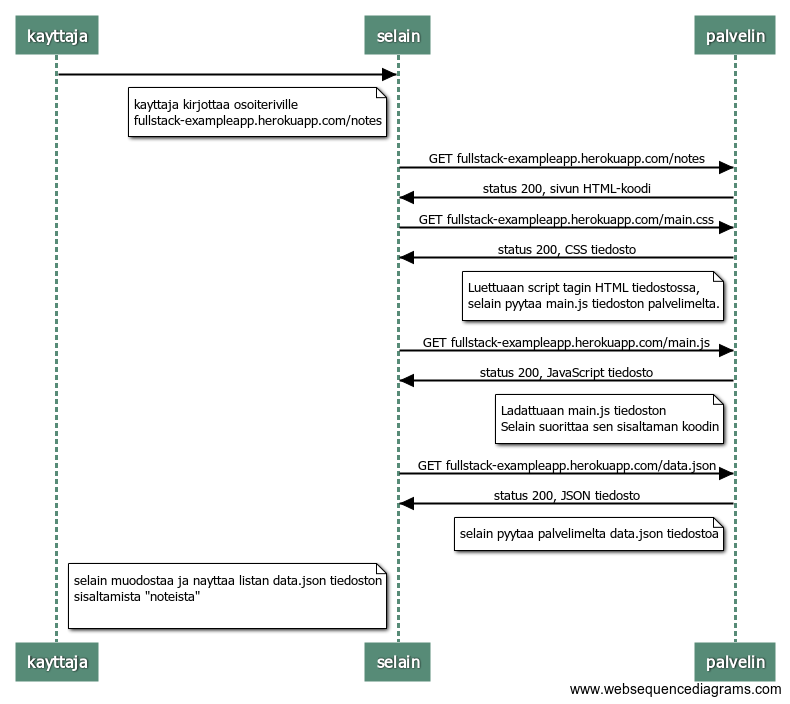 kayttaja
selain
palvelin
kayttaja kirjottaa osoiteriville
fullstack-exampleapp.herokuapp.com/notes
GET fullstack-exampleapp.herokuapp.com/notes
status 200, sivun HTML-koodi
GET fullstack-exampleapp.herokuapp.com/main.css
status 200, CSS tiedosto
Luettuaan script tagin HTML tiedostossa,
selain pyytaa main.js tiedoston palvelimelta.
GET fullstack-exampleapp.herokuapp.com/main.js
status 200, JavaScript tiedosto
Ladattuaan main.js tiedoston
Selain suorittaa sen sisaltaman koodin
GET fullstack-exampleapp.herokuapp.com/data.json
status 200, JSON tiedosto
selain pyytaa palvelimelta data.json tiedostoa
selain muodostaa ja nayttaa listan data.json tiedoston
sisaltamista "noteista"
kayttaja
selain
palvelin
www.websequencediagrams.com